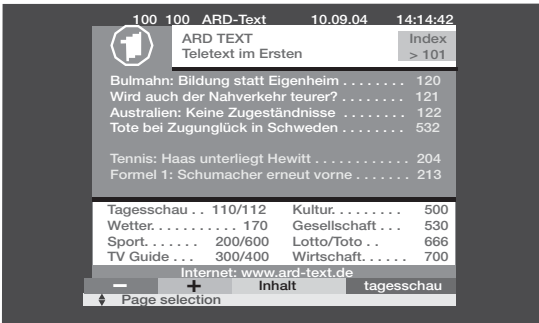 100 100 ARD-Text 10.09.04 14:14:42
ARD TEXT Index
Teletext im Ersten > 101
Bulmahn: Bildung statt Eigenheim . . . . . . . . 120
Wird auch der Nahverkehr teurer? . . . . . . . . 121
Australien: Keine Zugeständnisse . . . . . . . . 122
Tote bei Zugunglück in Schweden . . . . . . . . 532
Tennis: Haas unterliegt Hewitt . . . . . . . . . . . . 204
Formel 1: Schumacher erneut vorne . . . . . . . 213
Tagesschau . . 110/112 Kultur. . . . . . . . . 500
Wetter. . . . . . . . . . . 170 Gesellschaft . . . 530
Sport. . . . . . . 200/600 Lotto/Toto . . 666
TV Guide . . . 300/400 Wirtschaft. . . . . . 700
Internet: www.ard-text.de
− + Inhalt tagesschau
Page selection